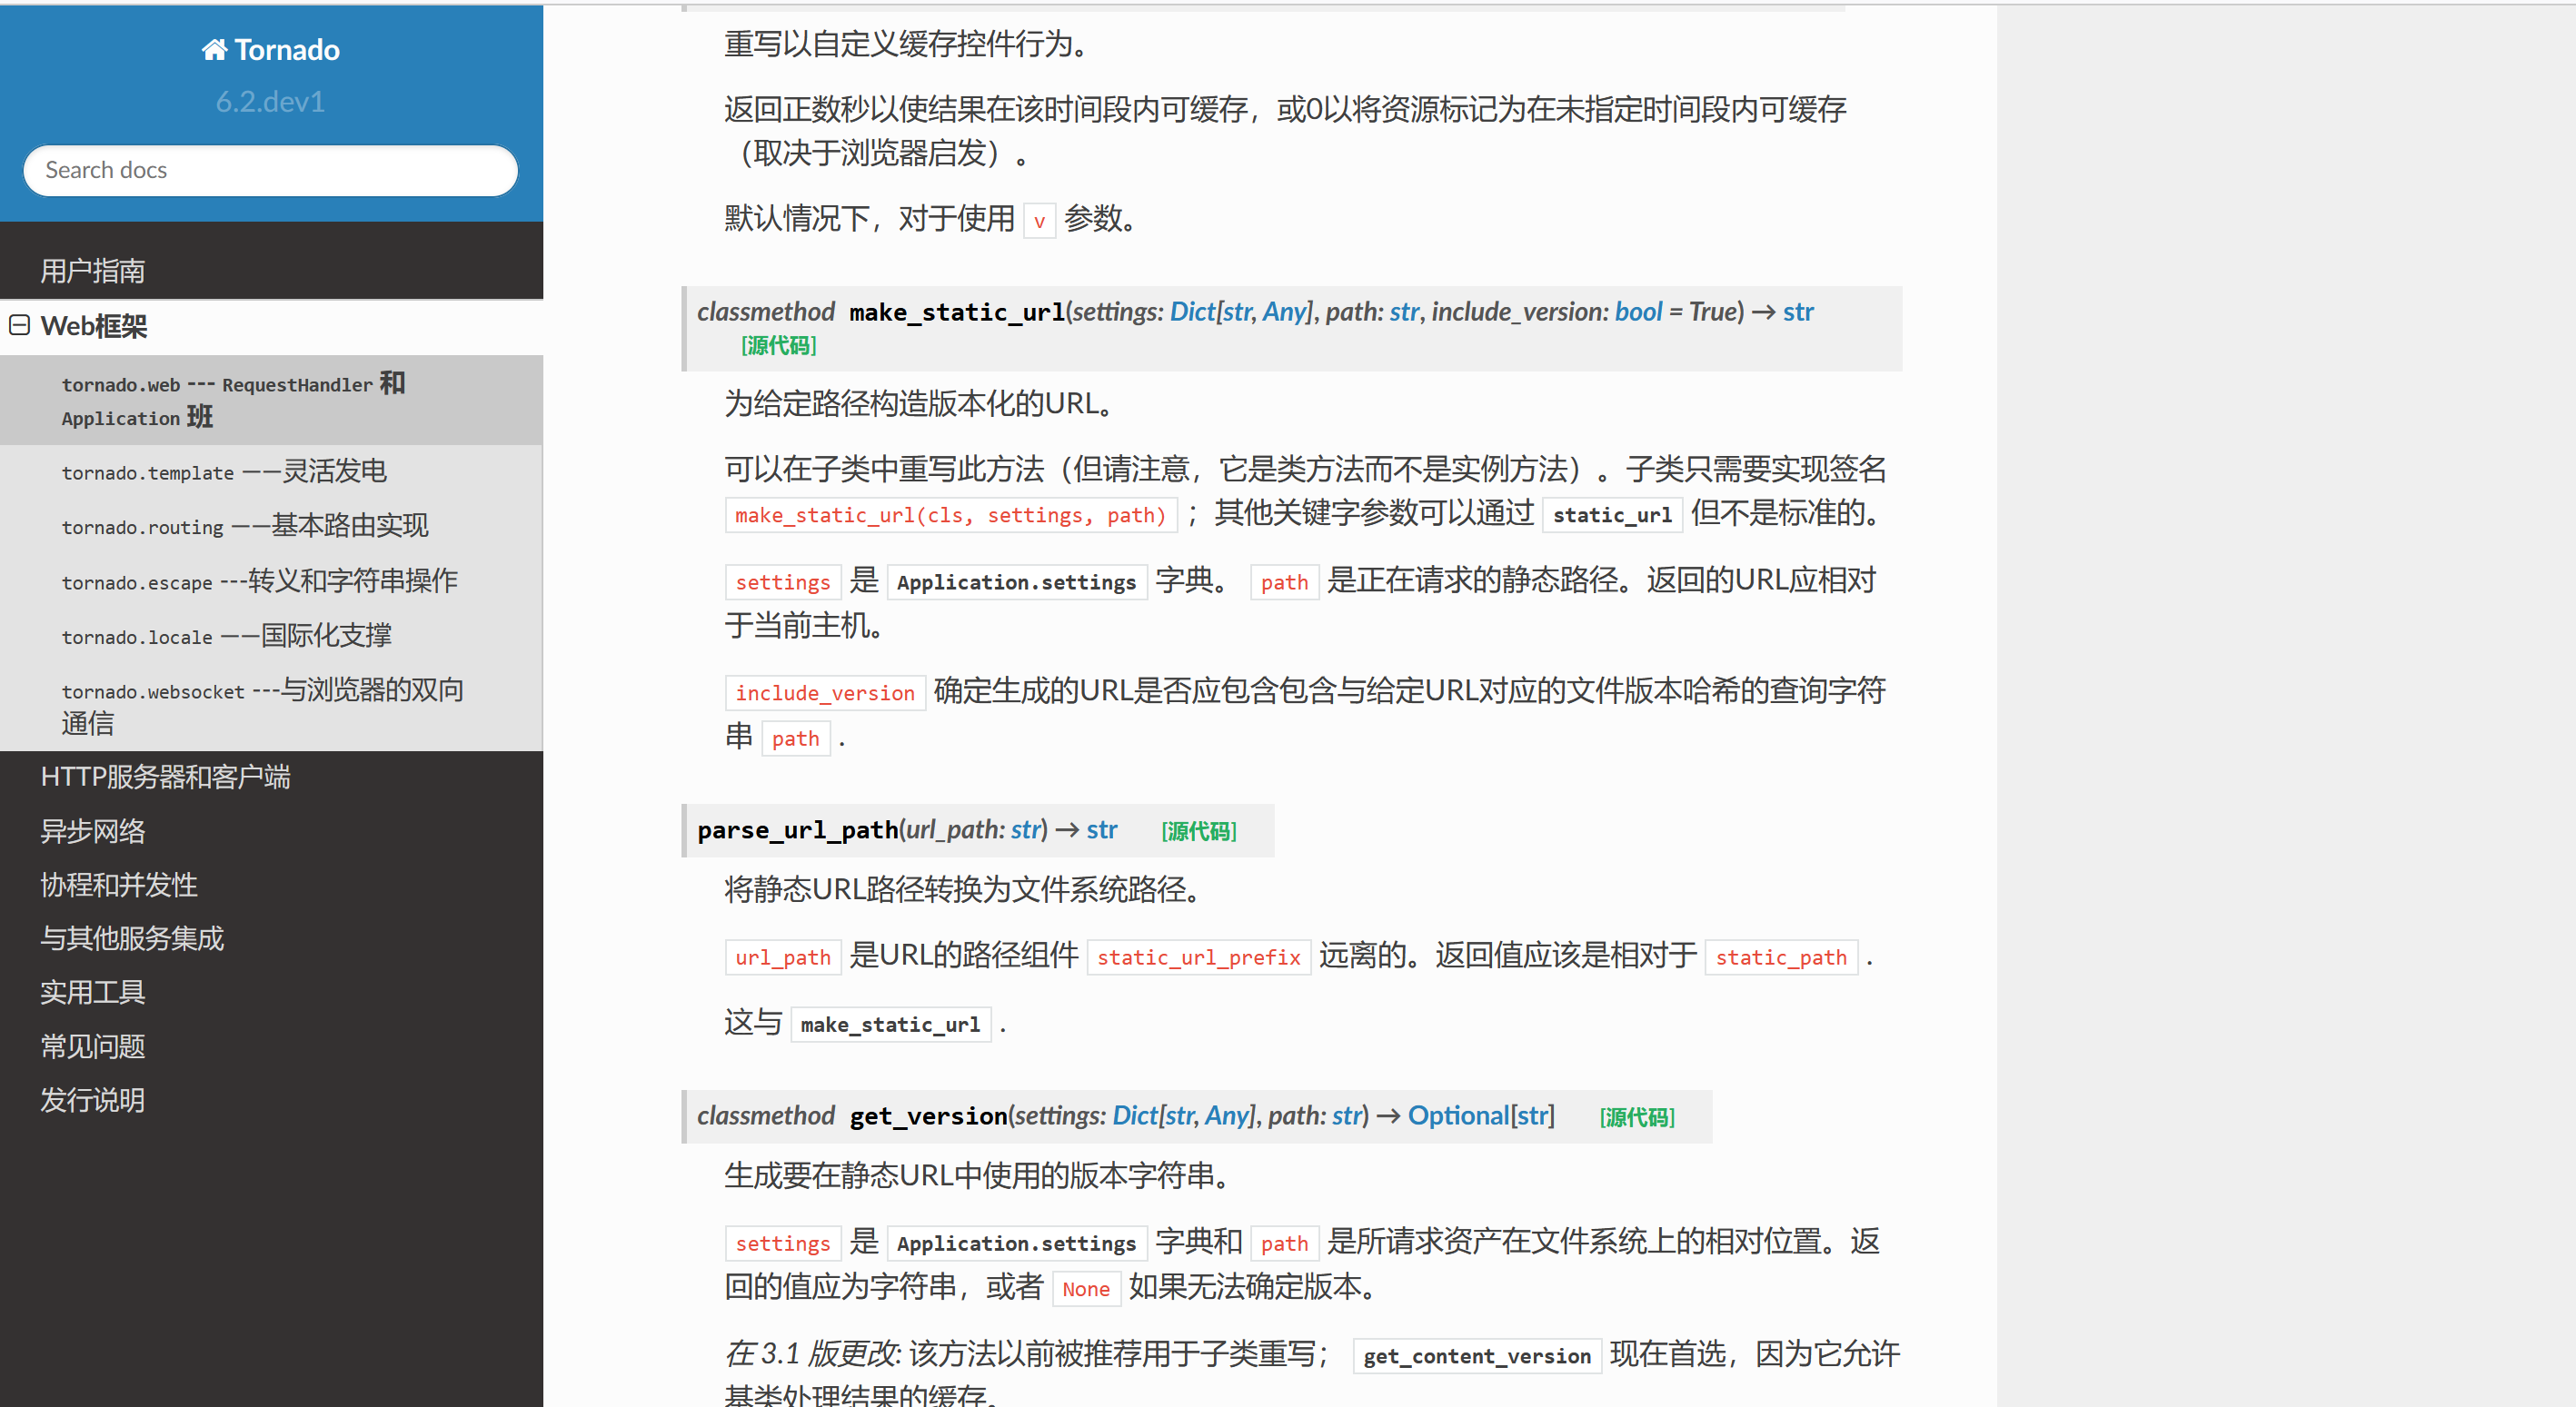 Tornado
6.2.dev1
Search docs
用户指南
Web框架
tornado.web --- RequestHandler 和
Application 班
tornado.template ——灵活发电
tornado.routing ——基本路由实现
tornado.escape ---转义和字符串操作
tornado.locale ——国际化支撑
tornado.websocket ---与浏览器的双向
通信
HTTP服务器和客户端
异步网络
协程和并发性
与其他服务集成
实用工具
常见问题
发行说明
重写以自定义缓存控件行为。
返回正数秒以使结果在该时间段内可缓存，或0以将资源标记为在未指定时间段内可缓存
（取决于浏览器启发）。
默认情况下，对于使用 v 参数。
classmethod make_static_url(settings: Dict[str, Any], path: str, include_version: bool = True) → str
[源代码]
为给定路径构造版本化的URL。
可以在子类中重写此方法（但请注意，它是类方法而不是实例方法）。子类只需要实现签名
make_static_url(cls, settings, path) ；其他关键字参数可以通过 static_url 但不是标准的。
settings 是 Application.settings 字典。 path 是正在请求的静态路径。返回的URL应相对
于当前主机。
include_version 确定生成的URL是否应包含包含与给定URL对应的文件版本哈希的查询字符
串 path .
parse_url_path(url_path: str) → str [源代码]
将静态URL路径转换为文件系统路径。
url_path 是URL的路径组件 static_url_prefix 远离的。返回值应该是相对于 static_path .
这与 make_static_url .
classmethod get_version(settings: Dict[str, Any], path: str) → Optional[str] [源代码]
生成要在静态URL中使用的版本字符串。
settings 是 Application.settings 字典和 path 是所请求资产在文件系统上的相对位置。返
回的值应为字符串，或者 None 如果无法确定版本。
在 3.1 版更改: 该方法以前被推荐用于子类重写； get_content_version 现在首选，因为它允许
基类处理结果的缓存。